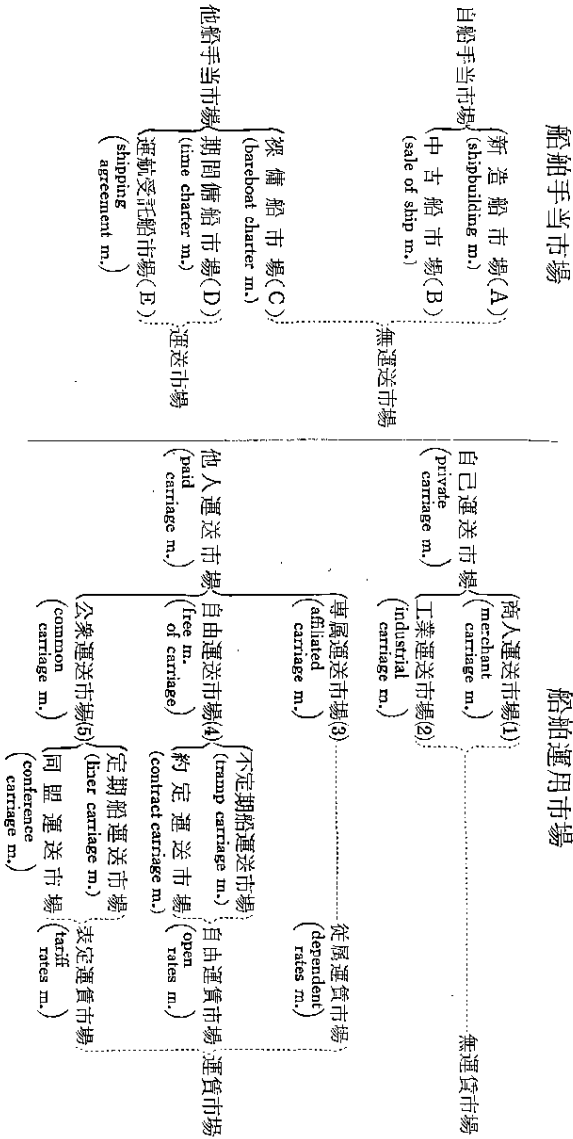 船舶手当市場
自船手当市場
新造船市場(A)
(shipbuilding m.)
中古船市場(B)
(sale of ship m.)
他船手当市場
裸傭船市場(C)
(bareboat charter m.)
期間傭船市場(D)
(time charter m.)
運航受託船市場(E)
(shipping
agreement m.)
無運送市場
運送市場
船舶運用市場
自己運送市場
(private
carriage m.)
商人運送市場(1)
(merchant
carriage m.)
工業運送市場(2)
(industrial
carriage m.)
無運賃市場
他人運送市場
(paid
carriage m.)
専属運送市場(3)
(affiliated
carriage m.)
従属運賃市場
(dependent
rates m.)
自由運送市場(4)
(free m.
of carriage)
不定期船運送市場
(tramp carriage m.)
約定運送市場
(contract carriage m.)
自由運賃市場
(open
rates m.)
公衆運送市場(5)
(common
carriage m.)
定期船運送市場
(liner carriage m.)
同盟運送市場
(conference
carriage m.)
表定運賃市場
(tariff
rates m.)
運賃市場